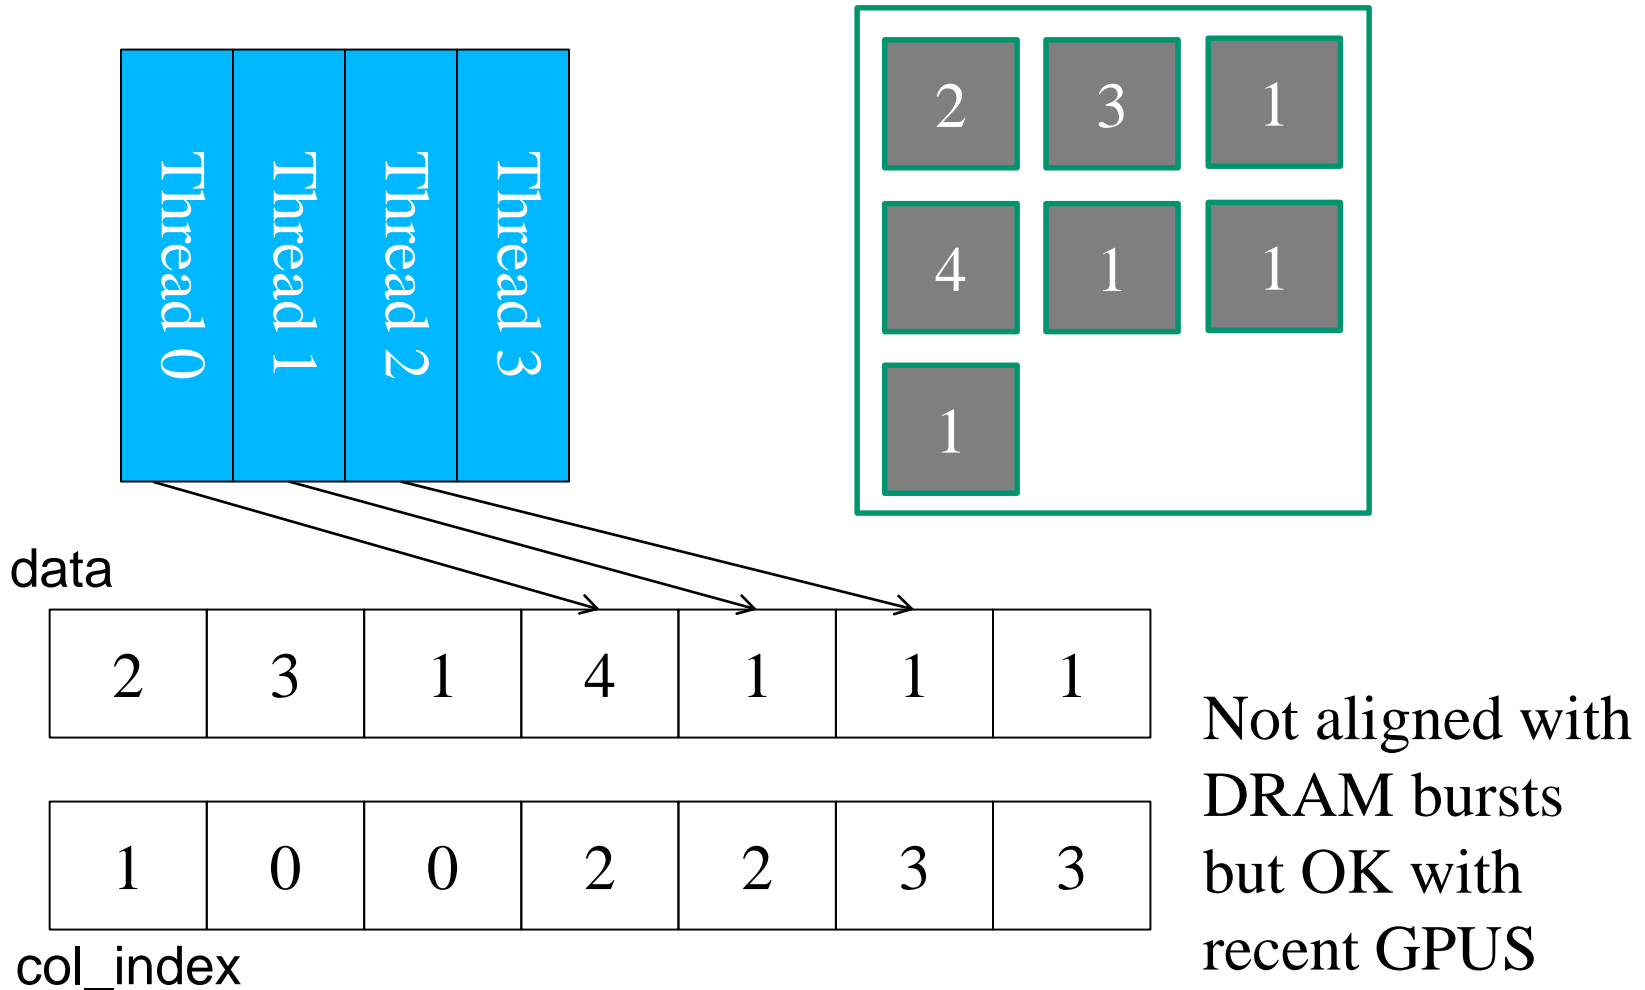 Thread 0
Thread 1
Thread 2
Thread 3
2 3 1
4 1 1
1
data
2 3 1 4 1 1 1
1 0 0 2 2 3 3
col_index
Not aligned with
DRAM bursts
but OK with
recent GPUS